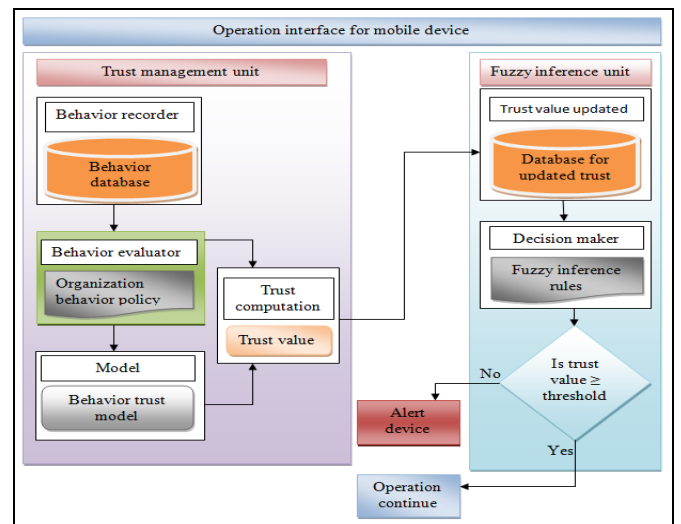 Operation interface for mobile device
Trust management unit
Behavior recorder
Behavior
database
Behavior evaluator
Organization
behavior policy
Model
Behavior trust
model
Trust
computation
Trust value
Fuzzy inference unit
Trust value updated
Database for
updated trust
Decision maker
Fuzzy inference
rules
Is trust
value ≥
threshold
No
Alert
device
Yes
Operation
continue